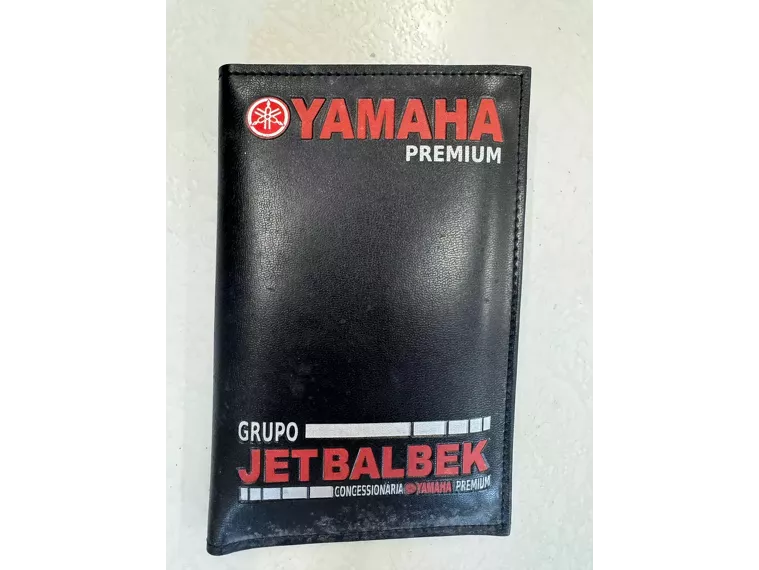 YAMAHA
PREMIUM
GRUPO
JETBALBEK
CONCESSIONÁRIA YAMAHA PREMIUM